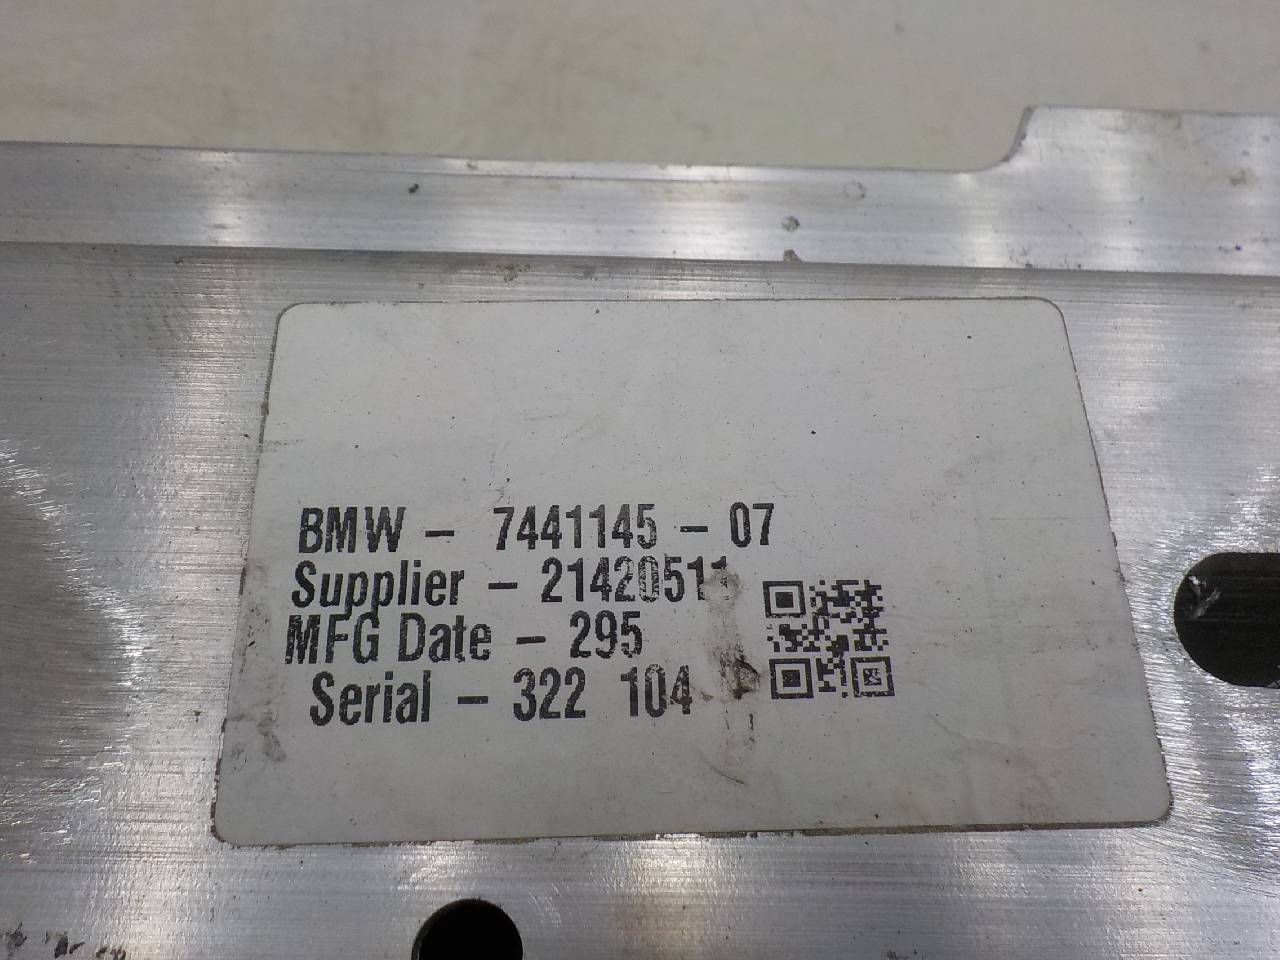 BMW - 7441145 - 07
Supplier - 21420511
MFG Date - 295
Serial - 322 104